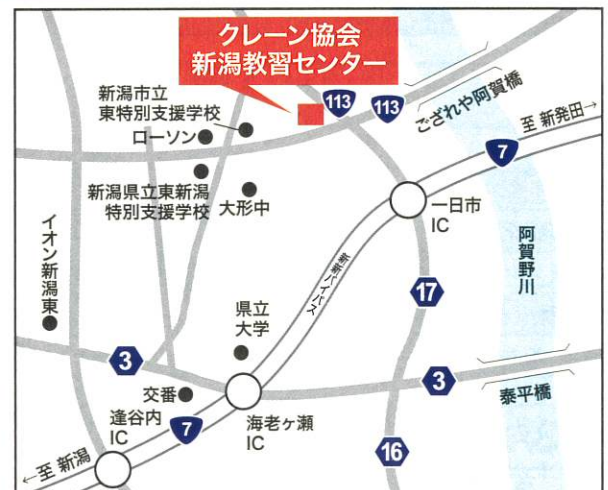 クレーン協会
新潟教習センター
113
113
ござれや阿賀橋
新潟市立
東特別支援学校
ローソン
至 新発田→
7
新潟県立東新潟
特別支援学校
大形中
一日市
IC
イオン新潟東
新新バイパス
阿賀野川
17
県立
大学
3
3
交番
泰平橋
逢谷内
IC
7
海老ヶ瀬
IC
16
←至 新潟